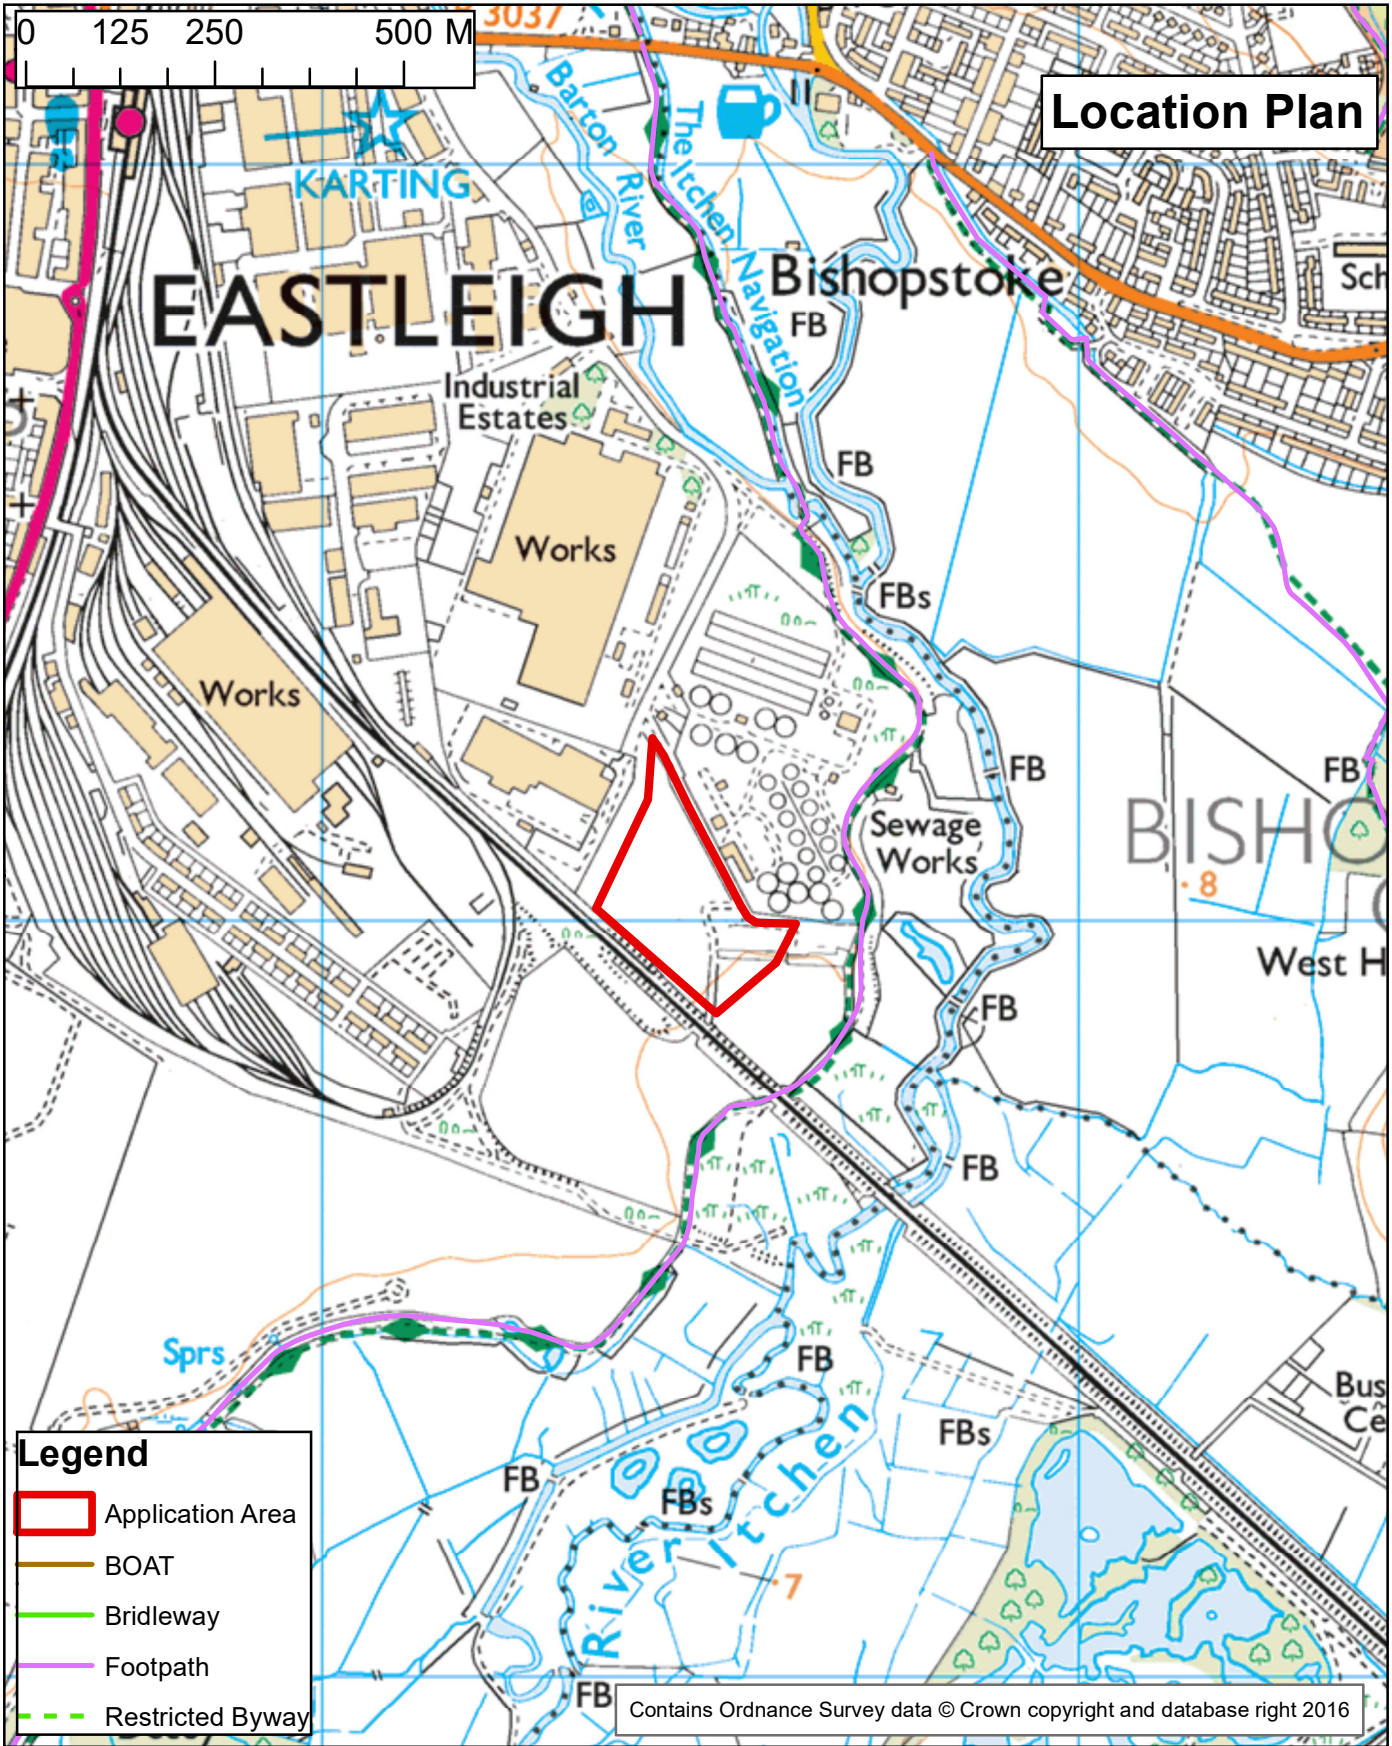 0 125 250 500 M
3037
Location Plan
Barton River
The Itchen Navigation
KARTING
EASTLEIGH
Bishopstoke
Sch
FB
Industrial
Estates
FB
Works
FBs
Works
FB
FB
BISHO
Sewage
Works
8
West H
FB
FB
Sprs
FB
Bus
Ce
FBs
FB
FBs
River Itchen
7
FB
Legend
Application Area
BOAT
Bridleway
Footpath
Restricted Byway
Contains Ordnance Survey data © Crown copyright and database right 2016